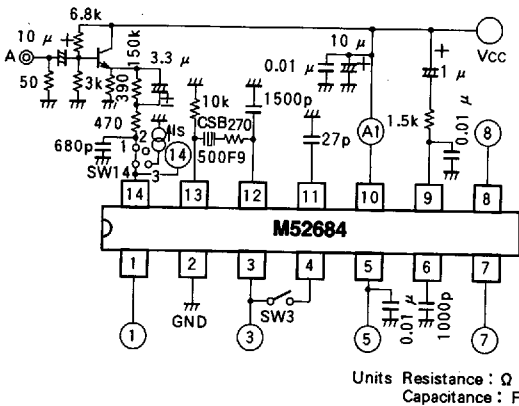 6.8k
10 μ
A
50
3k
390
150k
3.3 μ
470
680p
1
2
3
SW14
Is
14
10k
CSB 270
500F9
1500p
27p
0.01 μ
10 μ
A1
1.5k
1 μ
0.01 μ
Vcc
8
14
13
12
11
10
9
8
M52684
1
2
3
4
5
6
7
1
GND
3
SW3
5
0.01 μ
1000p
7
Units Resistance : Ω
Capacitance : F